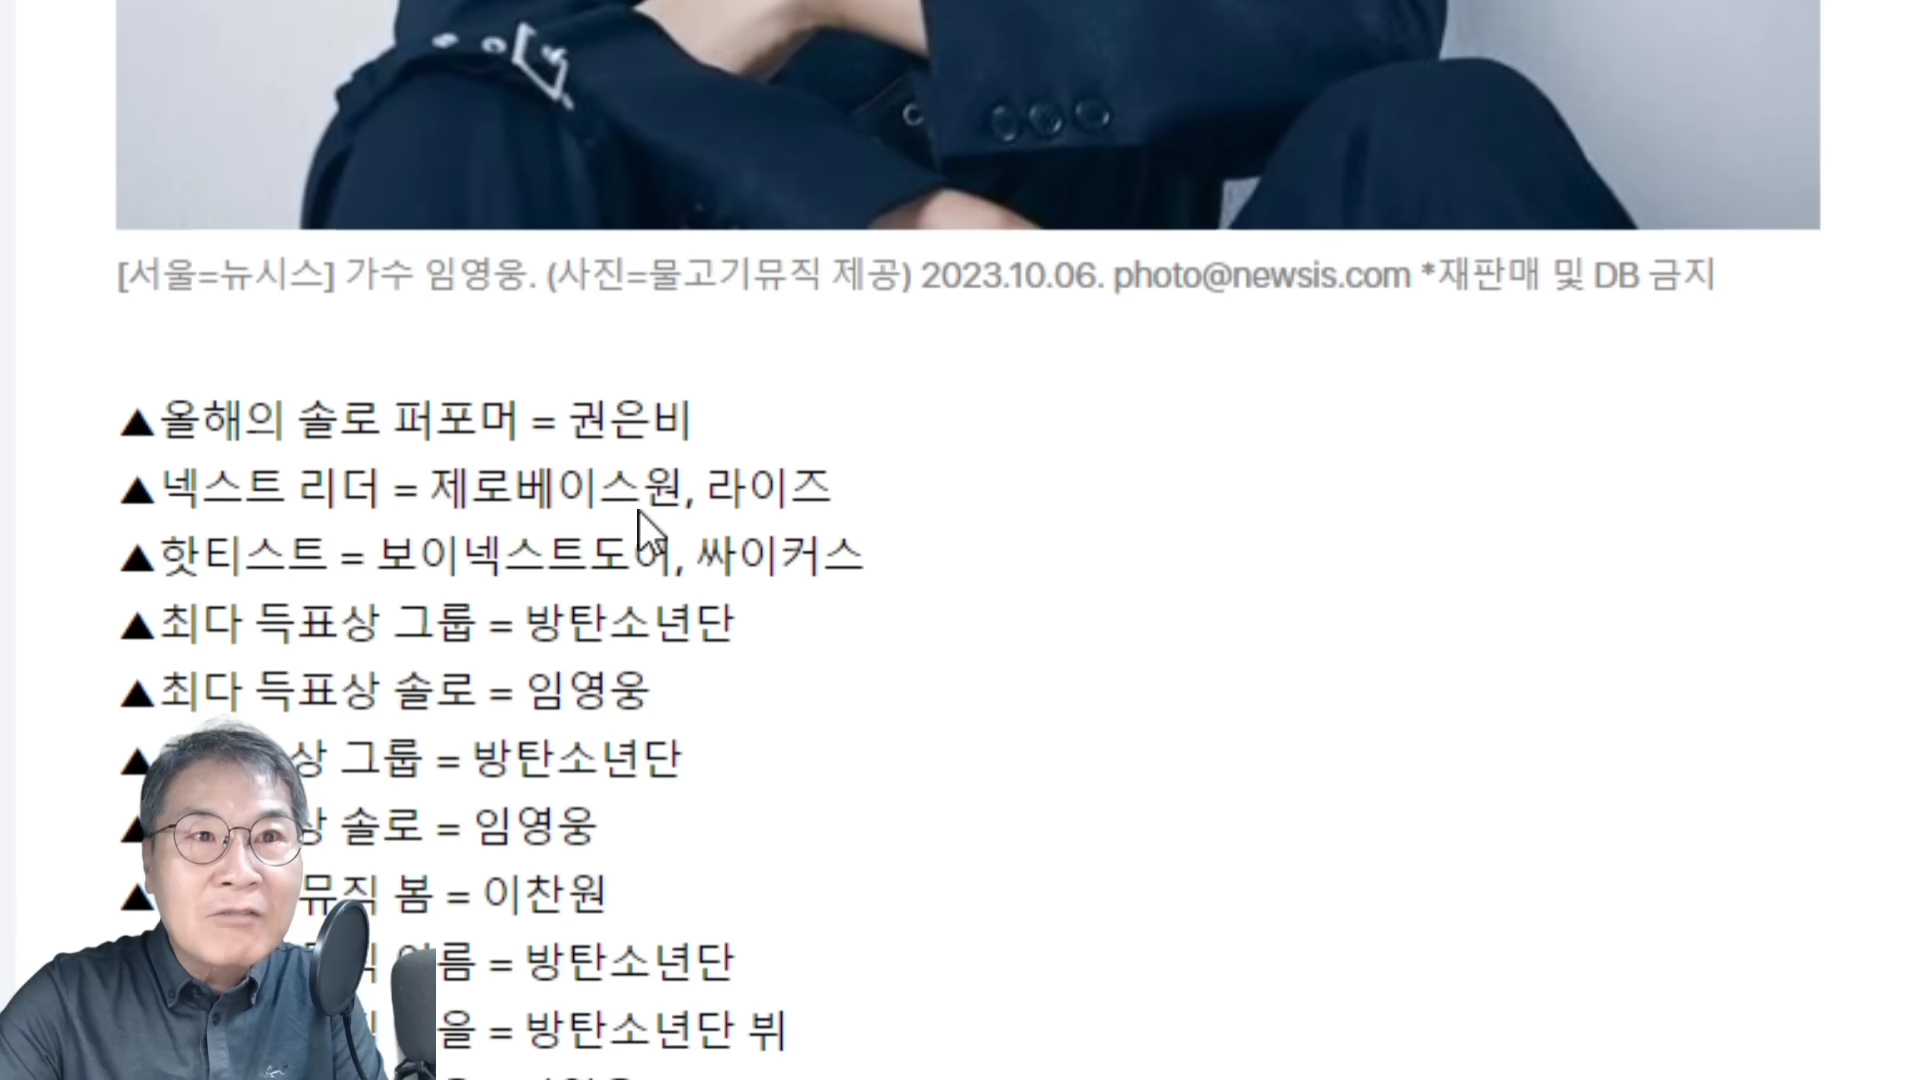 [서울=뉴시스] 가수 임영웅. (사진=물고기뮤직 제공) 2023.10.06. photo@newsis.com *재판매 및 DB 금지
▲올해의 솔로 퍼포머 = 권은비
▲넥스트 리더 = 제로베이스원, 라이즈
▲핫티스트 = 보이넥스트도어, 싸이커스
▲최다 득표상 그룹 = 방탄소년단
▲최다 득표상 솔로 = 임영웅
▲ 상 그룹 = 방탄소년단
▲ 상 솔로 = 임영웅
▲ 뮤직 봄 = 이찬원
름 = 방탄소년단
을 = 방탄소년단 뷔